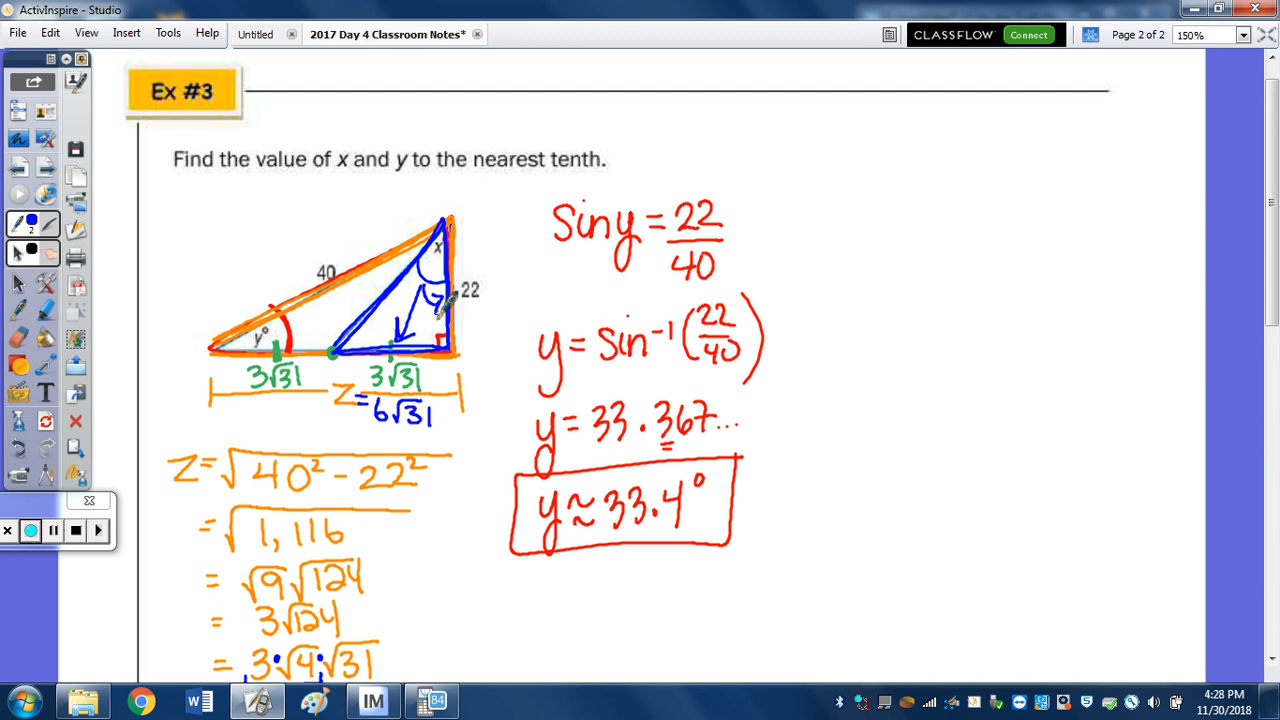 ActivInspire - Studio
File Edit View Insert Tools Help
Untitled
2017 Day 4 Classroom Notes*
CLASSFLOW Connect
Page 2 of 2
150%
Ex #3
Find the value of x and y to the nearest tenth.
40
x
22
y°
3√31
3√31
Z = 6√31
Z = √40² - 22²
= √1,116
= √9 √124
= 3√124
= 3 • √4 • √31
sin y = 22/40
y = sin⁻¹(22/40)
y = 33.367...
y ≈ 33.4°
2
IM
84
4:28 PM
11/30/2018